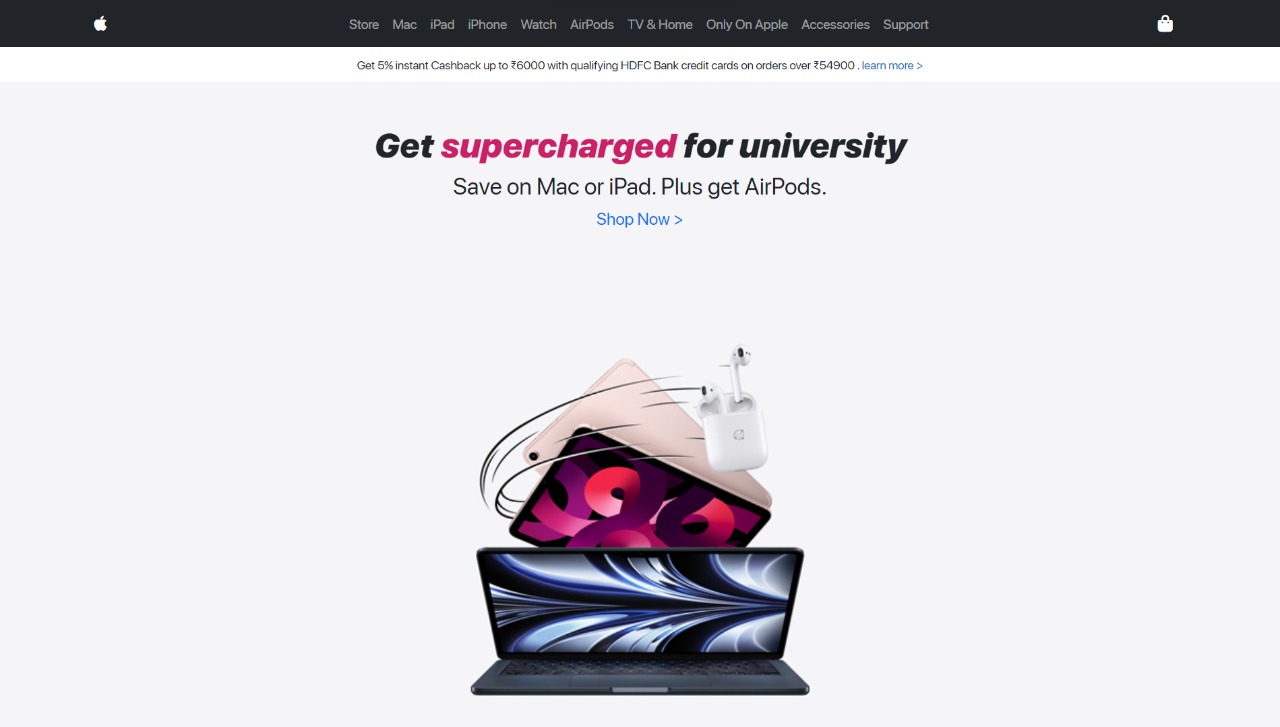 Store Mac iPad iPhone Watch AirPods TV & Home Only On Apple Accessories Support
Get 5% instant Cashback up to ₹6000 with qualifying HDFC Bank credit cards on orders over ₹54900 . learn more >
Get supercharged for university
Save on Mac or iPad. Plus get AirPods.
Shop Now >